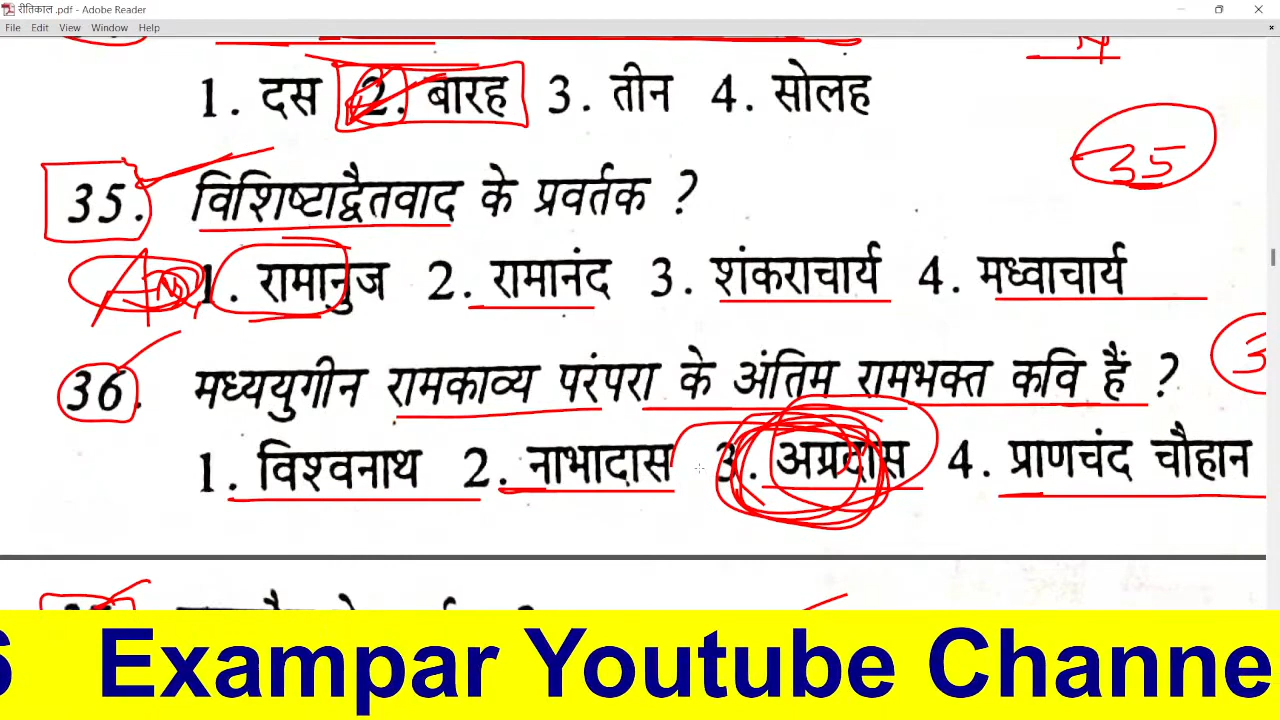 रीतिकाल .pdf - Adobe Reader
File Edit View Window Help
1. दस 2. बारह 3. तीन 4. सोलह
35
35. विशिष्टाद्वैतवाद के प्रवर्तक ?
Ans
1. रामानुज 2. रामानंद 3. शंकराचार्य 4. मध्वाचार्य
36. मध्ययुगीन रामकाव्य परंपरा के अंतिम रामभक्त कवि हैं ?
1. विश्वनाथ 2. नाभादास 3. अग्रदास 4. प्राणचंद चौहान
6 Exampar Youtube Channe